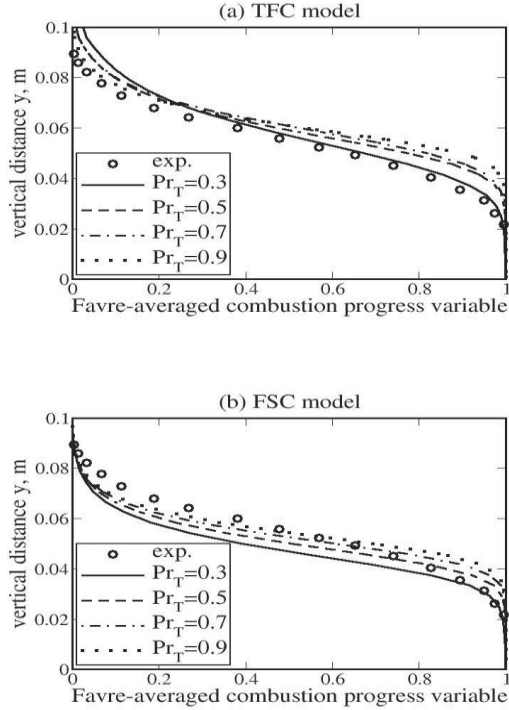 (a) TFC model
0.1
0.08
0.06
0.04
0.02
0
vertical distance y, m
exp.
Pr_T=0.3
Pr_T=0.5
Pr_T=0.7
Pr_T=0.9
0 0.2 0.4 0.6 0.8 1
Favre-averaged combustion progress variable
(b) FSC model
0.1
0.08
0.06
0.04
0.02
0
vertical distance y, m
exp.
Pr_T=0.3
Pr_T=0.5
Pr_T=0.7
Pr_T=0.9
0 0.2 0.4 0.6 0.8 1
Favre-averaged combustion progress variable